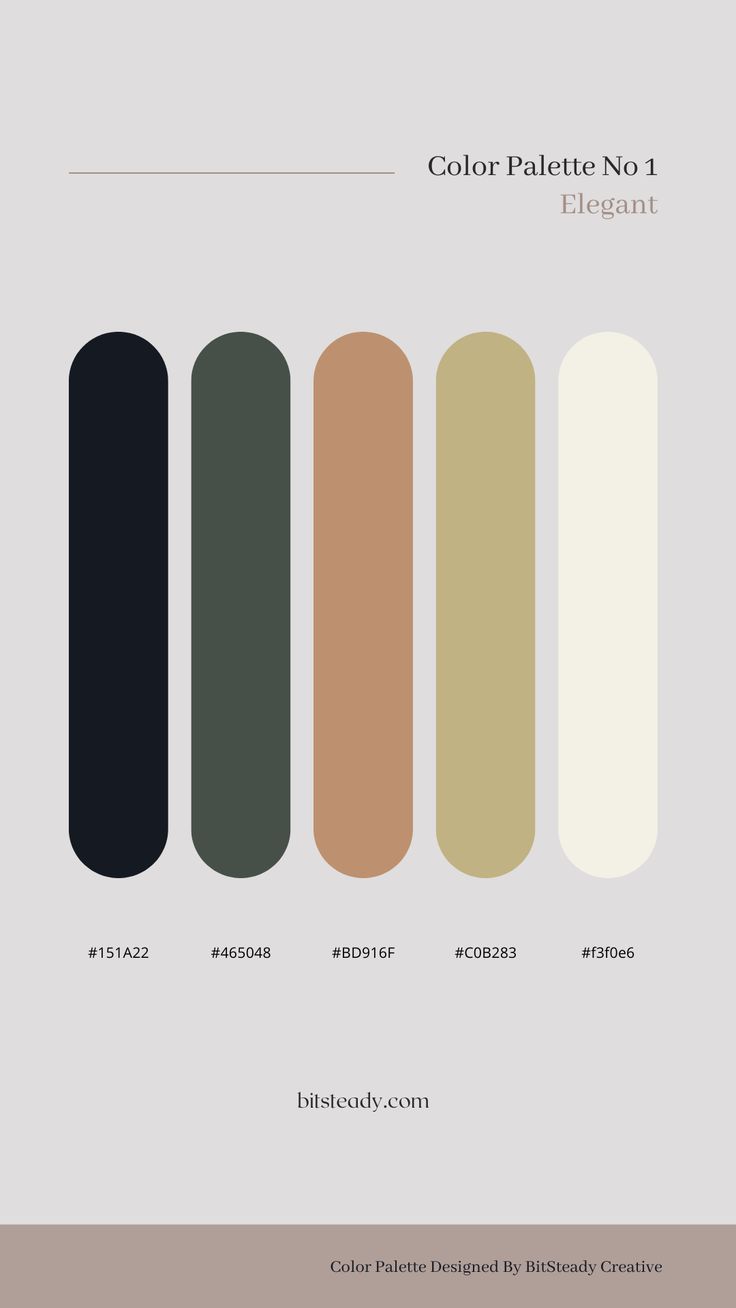 Color Palette No 1
Elegant
#151A22 #465048 #BD916F #C0B283 #f3f0e6
bitsteady.com
Color Palette Designed By BitSteady Creative